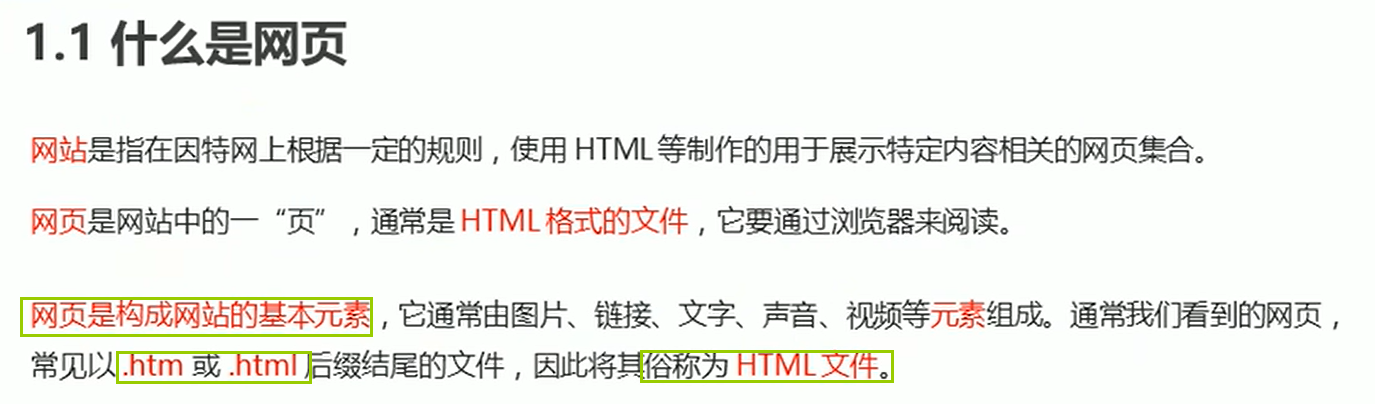 1.1 什么是网页
网站是指在因特网上根据一定的规则，使用 HTML 等制作的用于展示特定内容相关的网页集合。
网页是网站中的一“页”，通常是 HTML 格式的文件，它要通过浏览器来阅读。
网页是构成网站的基本元素，它通常由图片、链接、文字、声音、视频等元素组成。通常我们看到的网页，
常见以 .htm 或 .html 后缀结尾的文件，因此将其俗称为 HTML 文件。